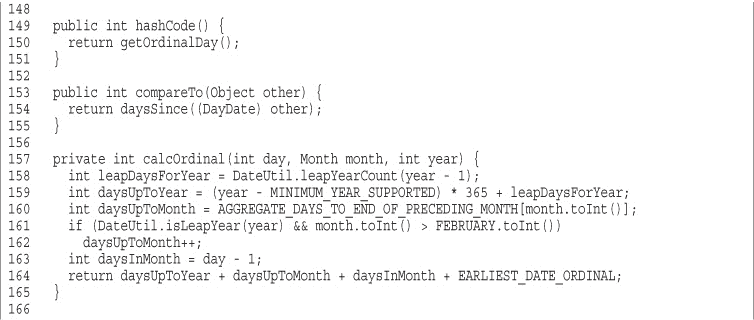 148
149   public int hashCode() {
150     return getOrdinalDay();
151   }
152
153   public int compareTo(Object other) {
154     return daysSince((DayDate) other);
155   }
156
157   private int calcOrdinal(int day, Month month, int year) {
158     int leapDaysForYear = DateUtil.leapYearCount(year - 1);
159     int daysUpToYear = (year - MINIMUM_YEAR_SUPPORTED) * 365 + leapDaysForYear;
160     int daysUpToMonth = AGGREGATE_DAYS_TO_END_OF_PRECEDING_MONTH[month.toInt()];
161     if (DateUtil.isLeapYear(year) && month.toInt() > FEBRUARY.toInt())
162       daysUpToMonth++;
163     int daysInMonth = day - 1;
164     return daysUpToYear + daysUpToMonth + daysInMonth + EARLIEST_DATE_ORDINAL;
165   }
166